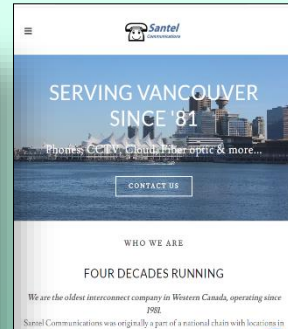 Santel
Communications
SERVING VANCOUVER
SINCE '81
Phones, CCTV, Cloud, Fiber optic & more...
CONTACT US
WHO WE ARE
FOUR DECADES RUNNING
We are the oldest interconnect company in Western Canada, operating since
1981.
Santel Communications was originally a part of a national chain with locations in